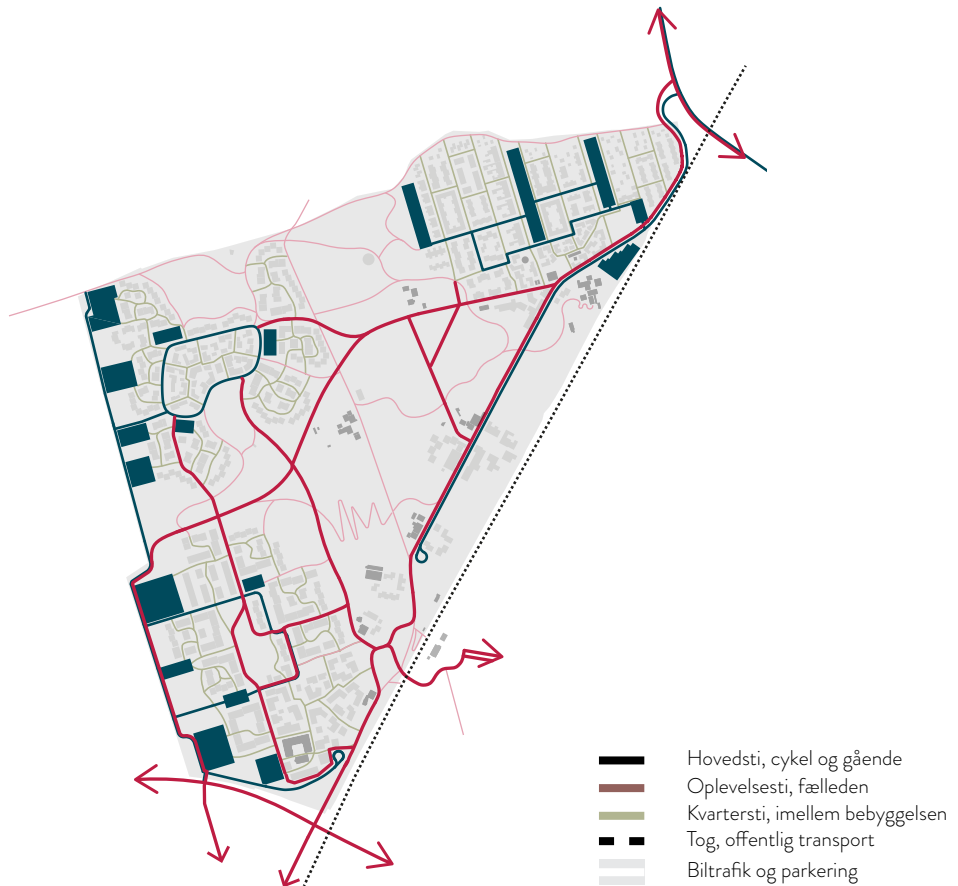 Hovedsti, cykel og gående
Oplevelsesti, fælleden
Kvartersti, imellem bebyggelsen
Tog, offentlig transport
Biltrafik og parkering